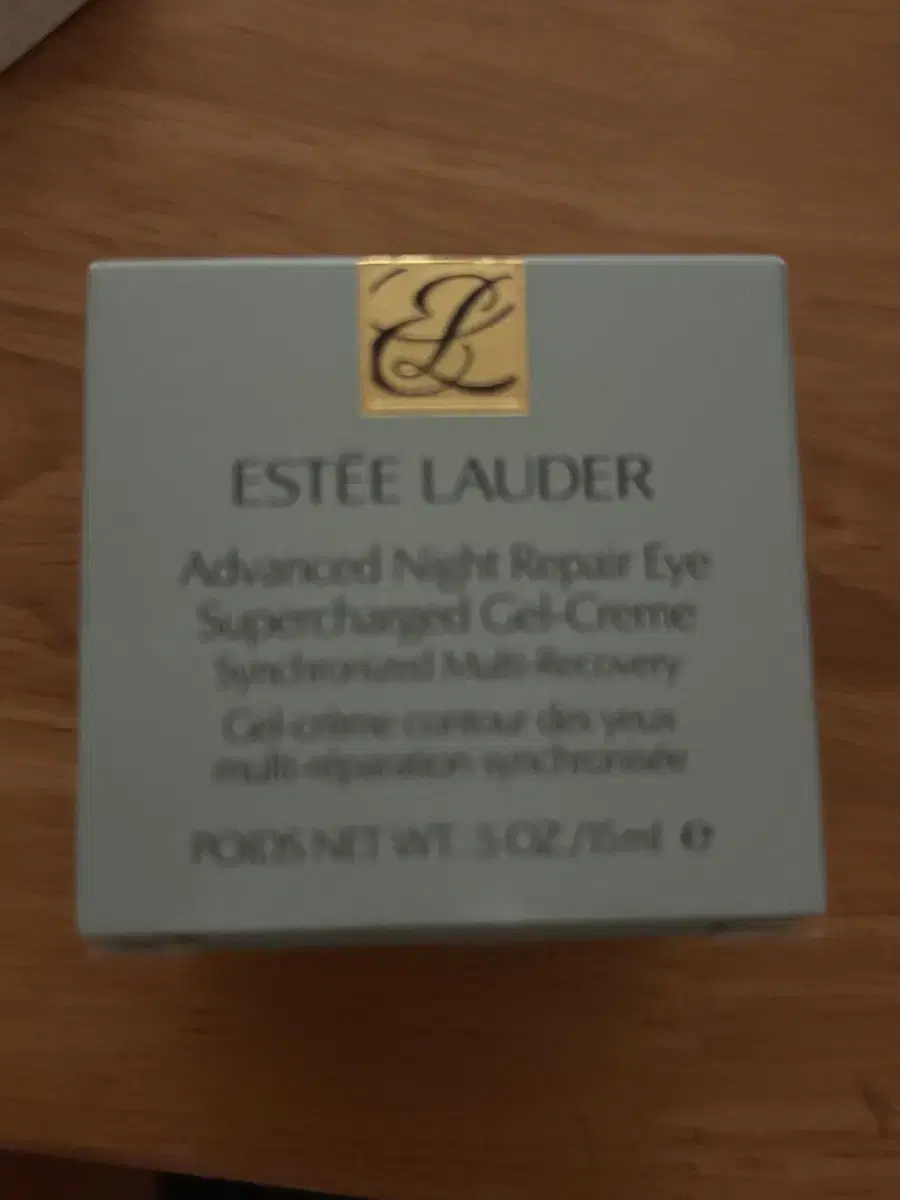 EL
ESTĒE LAUDER
Advanced Night Repair Eye
Supercharged Gel-Creme
Synchronized Multi-Recovery
Gel-crème contour des yeux
multi-réparation synchronisée
POIDS NET WT. .5 OZ./15ml ℮